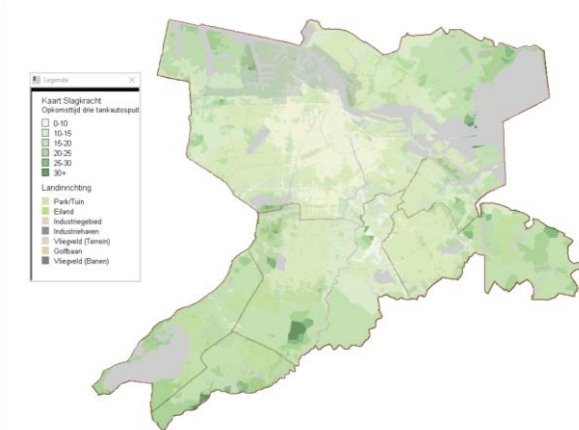 Legenda
Kaart Slagkracht
Opkomsttijd drie tankautospuit
0-10
10-15
15-20
20-25
25-30
30+
Landinrichting
Park/Tuin
Eiland
Industriegebied
Industriehaven
Vliegveld (Terrein)
Golfbaan
Vliegveld (Banen)